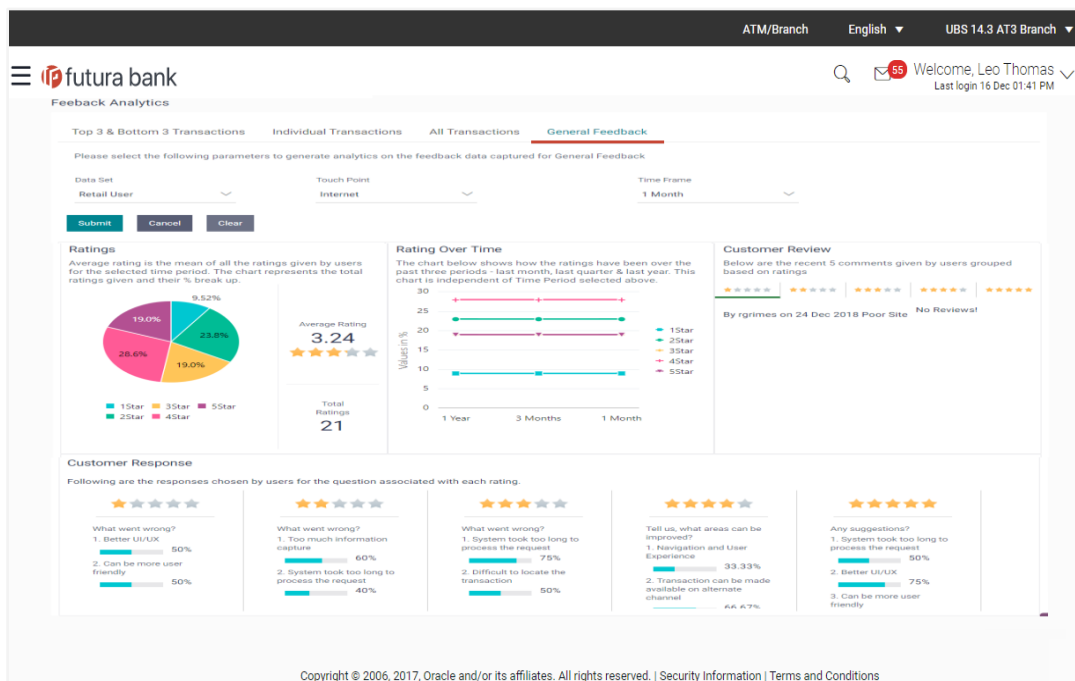 ATM/Branch English UBS 14.3 AT3 Branch
futura bank
55
Welcome, Leo Thomas
Last login 16 Dec 01:41 PM
Feeback Analytics
Top 3 & Bottom 3 Transactions Individual Transactions All Transactions General Feedback
Please select the following parameters to generate analytics on the feedback data captured for General Feedback
Data Set Touch Point Time Frame
Retail User Internet 1 Month
Submit Cancel Clear
Ratings
Average rating is the mean of all the ratings given by users
for the selected time period. The chart represents the total
ratings given and their % break up.
9.52%
23.8%
19.0%
28.6%
19.0%
1Star 3Star 5Star
2Star 4Star
Average Rating
3.24
Total
Ratings
21
Rating Over Time
The chart below shows how the ratings have been over the
past three periods - last month, last quarter & last year. This
chart is independent of Time Period selected above.
Values in %
30
25
20
15
10
5
0
1 Year 3 Months 1 Month
1Star
2Star
3Star
4Star
5Star
Customer Review
Below are the recent 5 comments given by users grouped
based on ratings
By rgrimes on 24 Dec 2018 Poor Site No Reviews!
Customer Response
Following are the responses chosen by users for the question associated with each rating.
What went wrong?
1. Better UI/UX
50%
2. Can be more user
friendly
50%
What went wrong?
1. Too much information
capture
60%
2. System took too long to
process the request
40%
What went wrong?
1. System took too long to
process the request
75%
2. Difficult to locate the
transaction
50%
Tell us, what areas can be
improved?
1. Navigation and User
Experience
33.33%
2. Transaction can be made
available on alternate
channel
66.67%
Any suggestions?
1. System took too long to
process the request
50%
2. Better UI/UX
75%
3. Can be more user
friendly
Copyright © 2006, 2017, Oracle and/or its affiliates. All rights reserved. | Security Information | Terms and Conditions